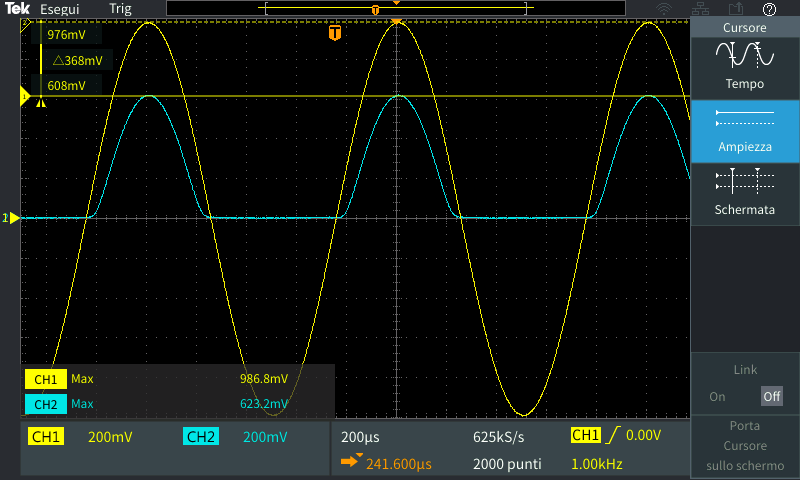 Tek Esegui Trig
T
?
Cursore
2
976mV
△368mV
608mV
1
T
Tempo
Ampiezza
Schermata
CH1 Max 986.8mV
CH2 Max 623.2mV
Link
On Off
Porta
Cursore
sullo schermo
CH1 200mV CH2 200mV 200µs 625kS/s CH1 0.00V
241.600µs 2000 punti 1.00kHz